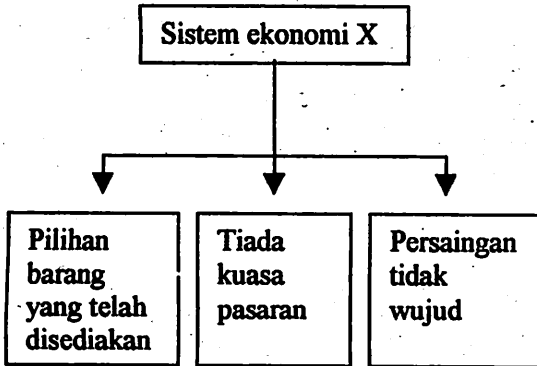 Sistem ekonomi X
Pilihan
barang
yang telah
disediakan
Tiada
kuasa
pasaran
Persaingan
tidak
wujud